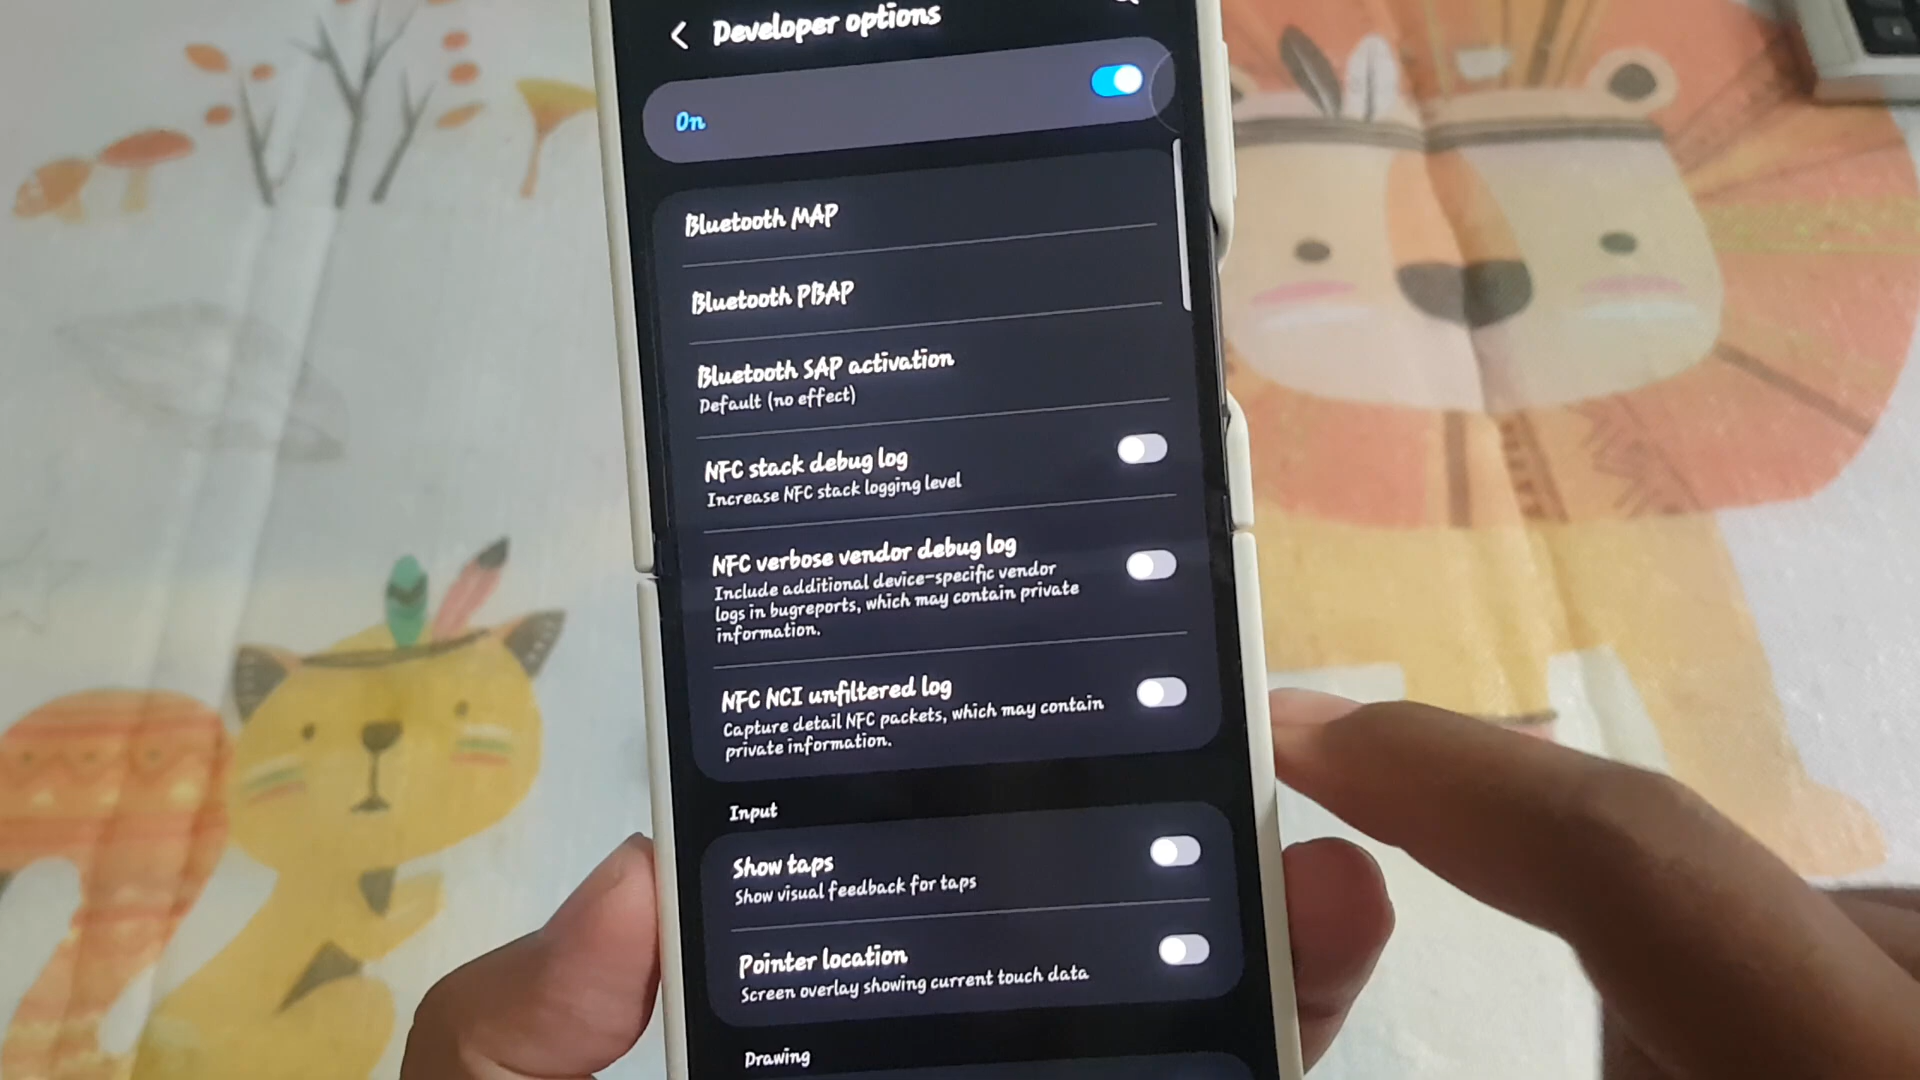 Developer options
On
Bluetooth MAP
Bluetooth PBAP
Bluetooth SAP activation
Default (no effect)
NFC stack debug log
Increase NFC stack logging level
NFC verbose vendor debug log
Include additional device-specific vendor
logs in bugreports, which may contain private
information.
NFC NCI unfiltered log
Capture detail NFC packets, which may contain
private information.
Input
Show taps
Show visual feedback for taps
Pointer location
Screen overlay showing current touch data
Drawing